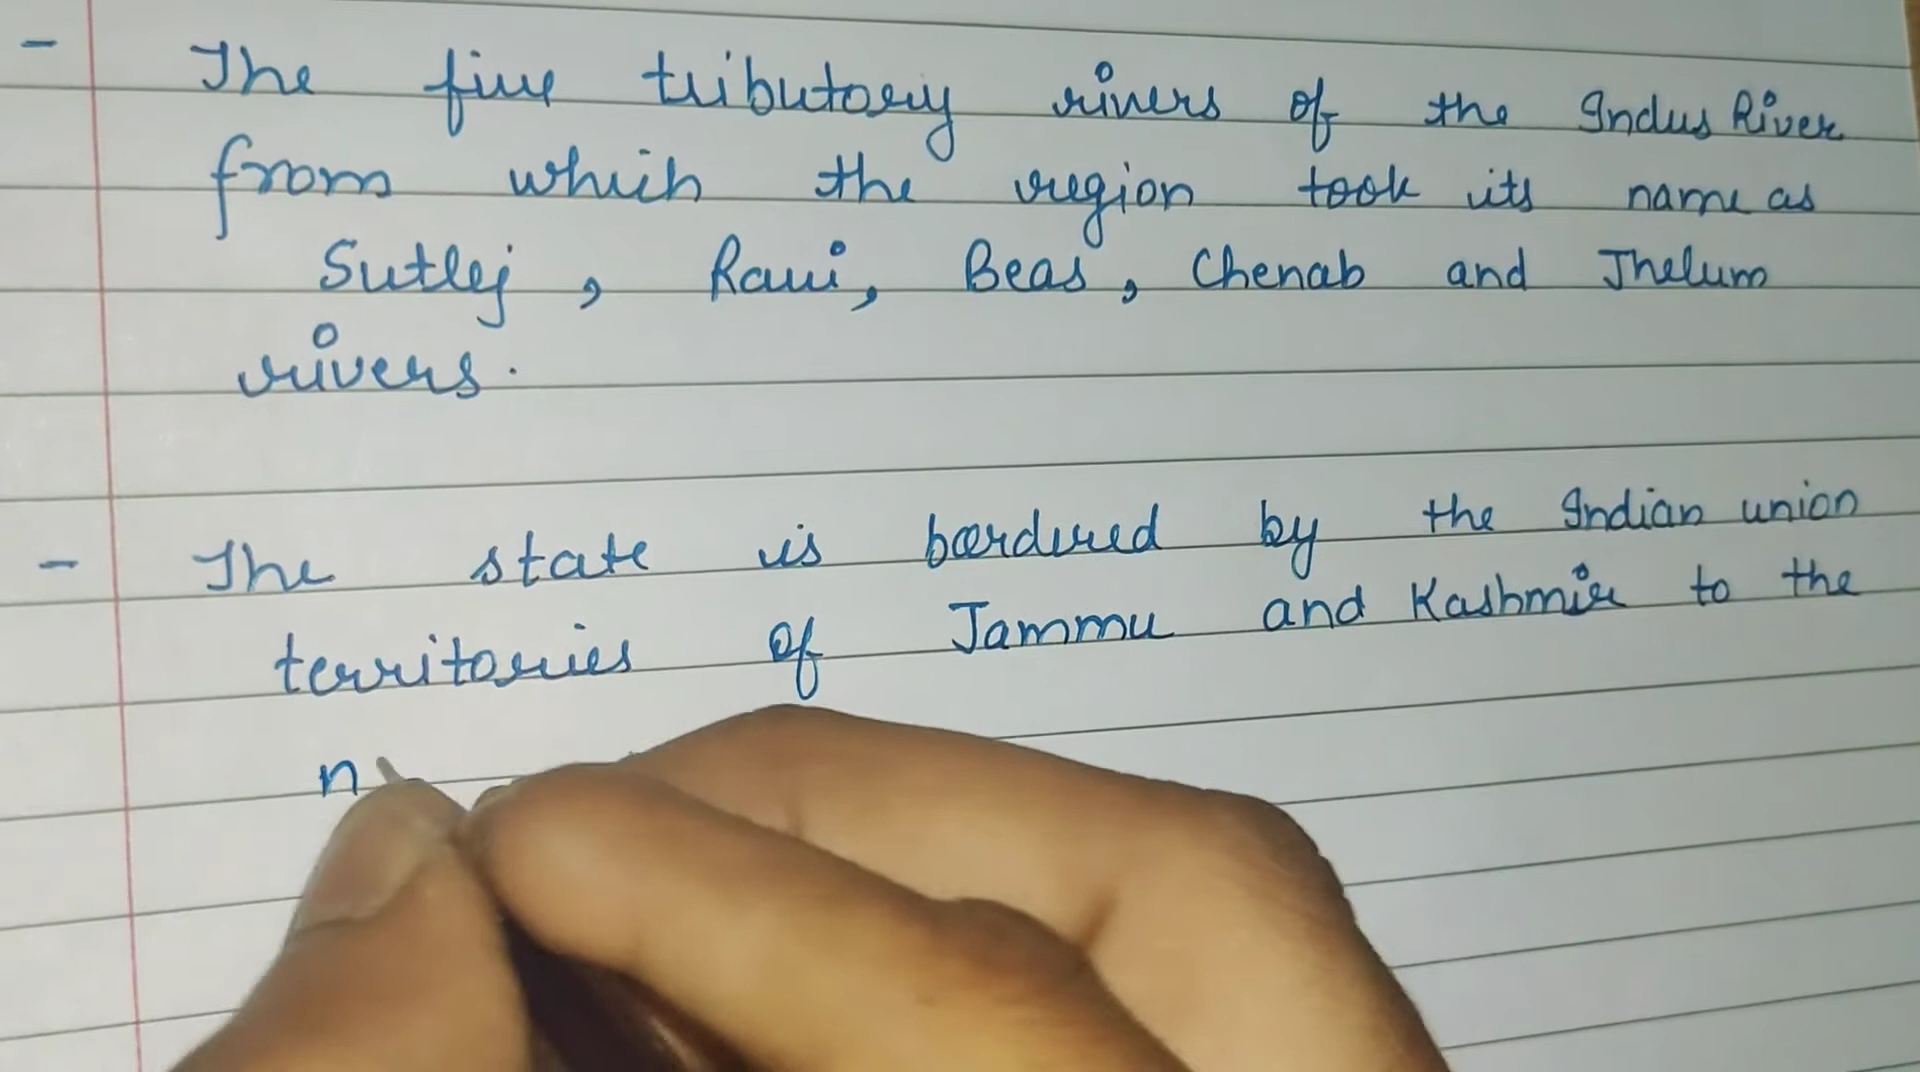 - The five tributory rivers of the Indus River
from which the region took its name as
Sutlej, Ravi, Beas, Chenab and Jhelum
rivers.
- The state is bordered by the Indian union
territories of Jammu and Kashmir to the
n